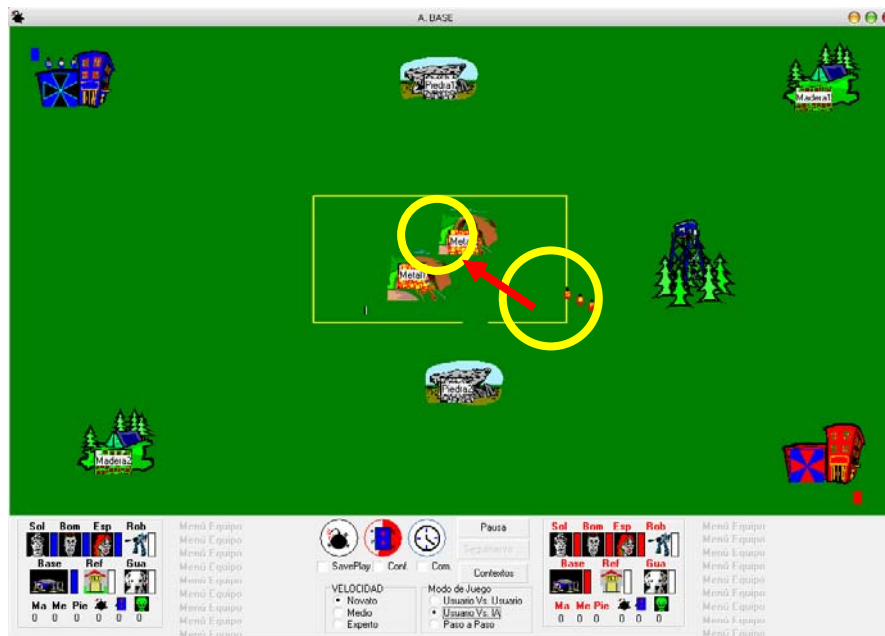 A. BASE
Piedra1
Madera1
Metal
Metal1
Piedra2
Madera2
Sol Bom Esp Rob
Base Ref Gua
Ma Me Pie
0 0 0 0 0 0
Menú Equipo
Menú Equipo
Menú Equipo
Menú Equipo
Menú Equipo
Menú Equipo
Menú Equipo
Menú Equipo
Menú Equipo
SavePlay Conf. Com.
Pausa
Seguimiento
Contextos
VELOCIDAD
Novato
Medio
Experto
Modo de Juego
Usuario Vs. Usuario
Usuario Vs. IA
Paso a Paso
Sol Bom Esp Rob
Base Ref Gua
Ma Me Pie
0 0 0 0 0 0
Menú Equipo
Menú Equipo
Menú Equipo
Menú Equipo
Menú Equipo
Menú Equipo
Menú Equipo
Menú Equipo
Menú Equipo